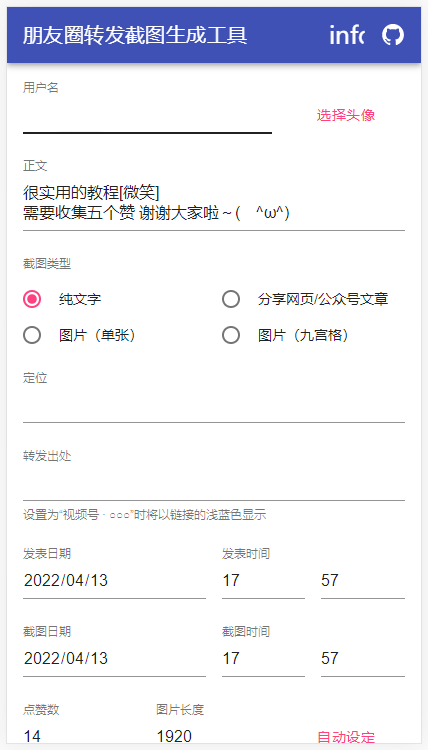 朋友圈转发截图生成工具 info
用户名
选择头像
正文
很实用的教程[微笑]
需要收集五个赞 谢谢大家啦～( ^ω^)
截图类型
纯文字 分享网页/公众号文章
图片（单张） 图片（九宫格）
定位
转发出处
设置为“视频号 · ○○○”时将以链接的浅蓝色显示
发表日期 发表时间
2022/04/13 17 57
截图日期 截图时间
2022/04/13 17 57
点赞数 图片长度
14 1920 自动设定